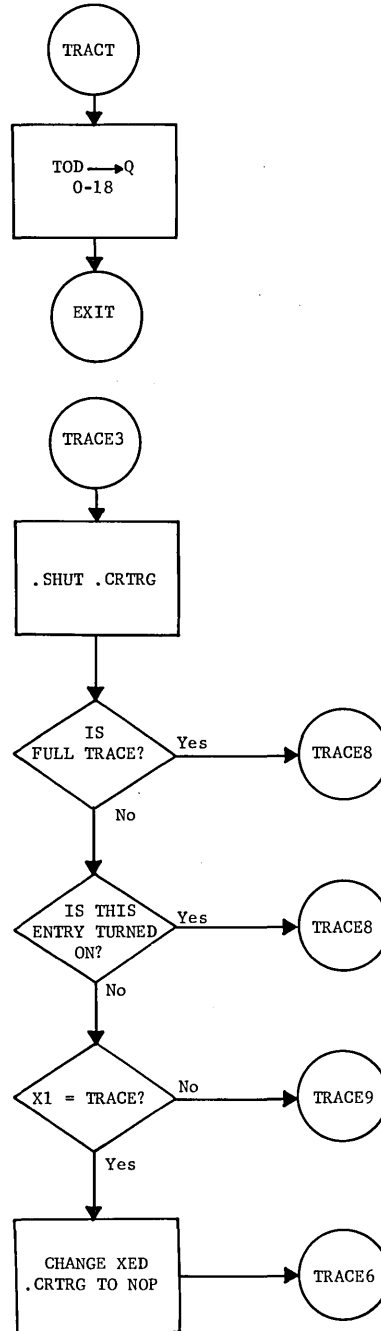 TRACT
TOD → Q
0-18
EXIT
TRACE3
.SHUT .CRTRG
IS
FULL TRACE?
Yes
TRACE8
No
IS THIS
ENTRY TURNED
ON?
Yes
TRACE8
No
X1 = TRACE?
No
TRACE9
Yes
CHANGE XED
.CRTRG TO NOP
TRACE6